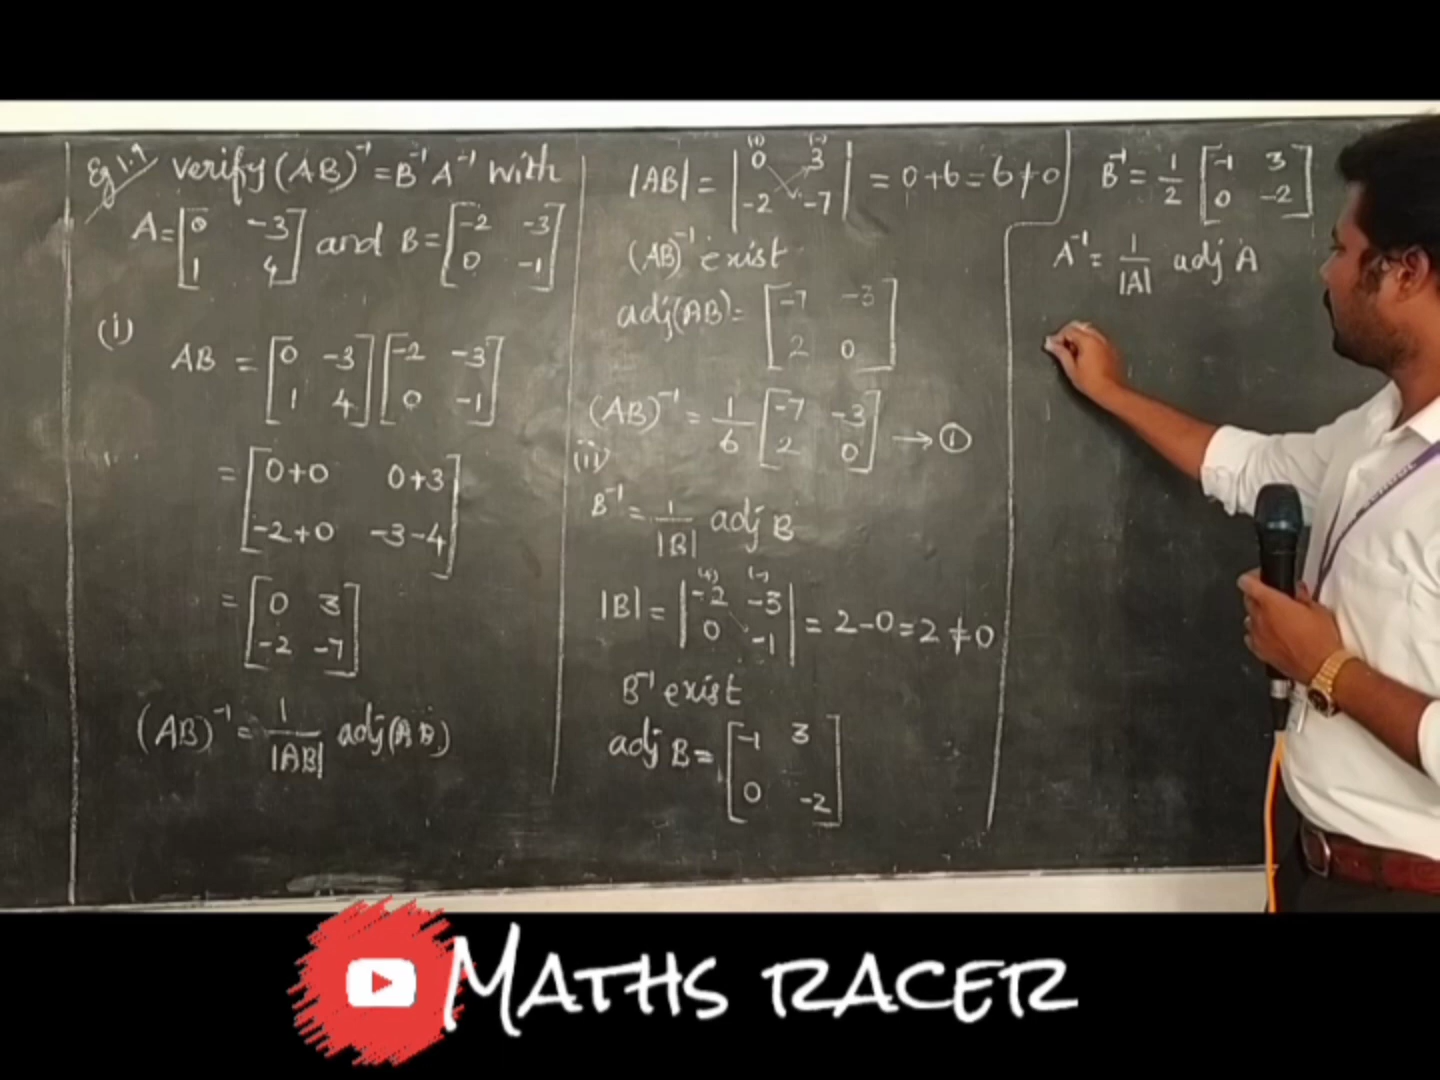 Eg 1.9 Verify (AB)⁻¹ = B⁻¹ A⁻¹ with
A = [0 -3; 1 4] and B = [-2 -3; 0 -1]
(i)
AB = [0 -3; 1 4] [-2 -3; 0 -1]
= [0+0 0+3; -2+0 -3-4]
= [0 3; -2 -7]
(AB)⁻¹ = 1/|AB| adj(AB)
|AB| = |0 3; -2 -7| = 0+6 = 6 ≠ 0
(AB)⁻¹ exist
adj(AB) = [-7 -3; 2 0]
(AB)⁻¹ = 1/6 [-7 -3; 2 0] → ①
(ii)
B⁻¹ = 1/|B| adj B
|B| = |-2 -3; 0 -1| = 2-0 = 2 ≠ 0
B⁻¹ exist
adj B = [-1 3; 0 -2]
B⁻¹ = 1/2 [-1 3; 0 -2]
A⁻¹ = 1/|A| adj A
MATHS RACER